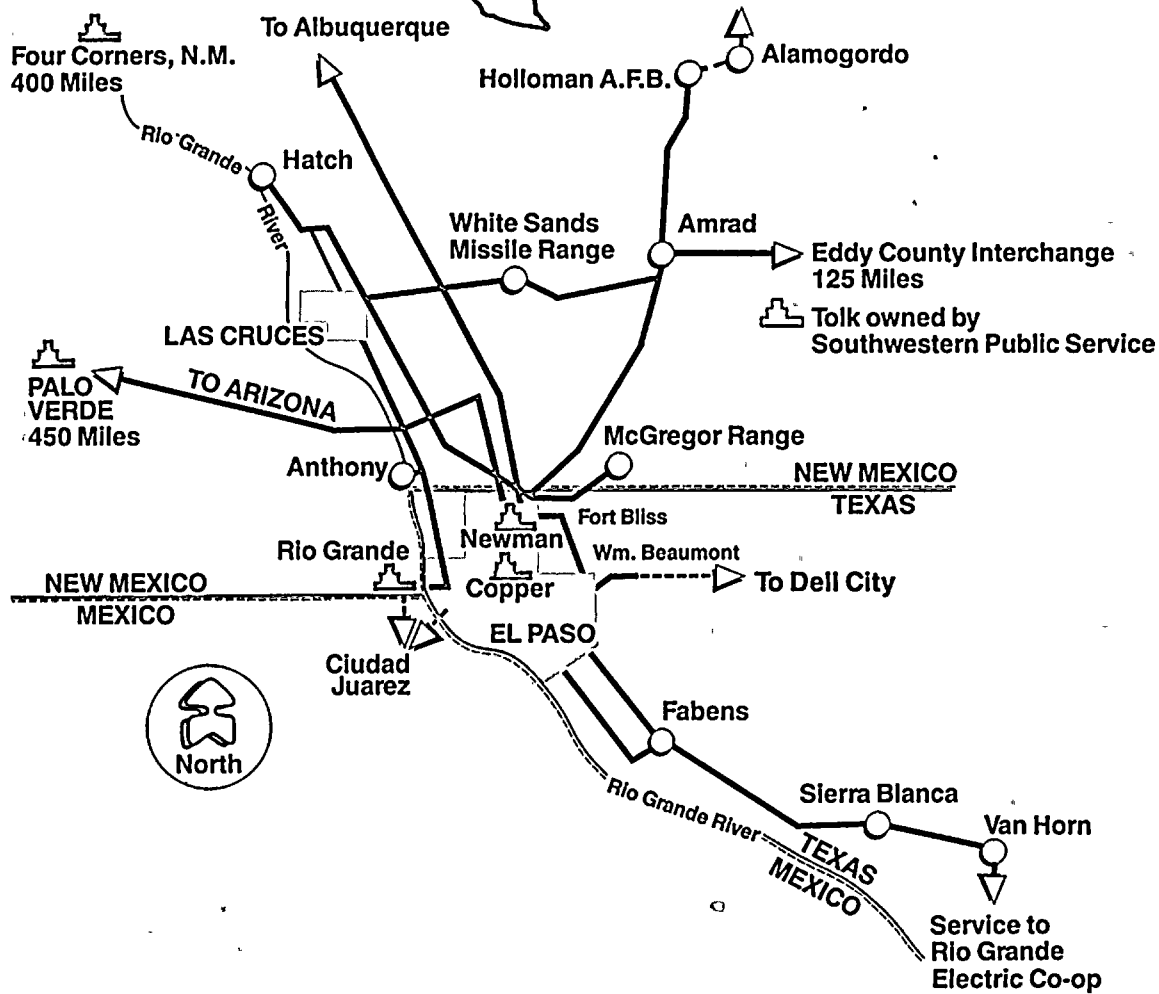 To Albuquerque
Four Corners, N.M.
400 Miles
Alamogordo
Holloman A.F.B.
Rio Grande
River
Hatch
White Sands
Missile Range
Amrad
Eddy County Interchange
125 Miles
Tolk owned by
Southwestern Public Service
LAS CRUCES
PALO
VERDE
450 Miles
TO ARIZONA
McGregor Range
Anthony
NEW MEXICO
TEXAS
Fort Bliss
Newman
Rio Grande
Wm. Beaumont
Copper
To Dell City
NEW MEXICO
MEXICO
EL PASO
Ciudad
Juarez
North
Fabens
Rio Grande River
Sierra Blanca
Van Horn
TEXAS
MEXICO
Service to
Rio Grande
Electric Co-op